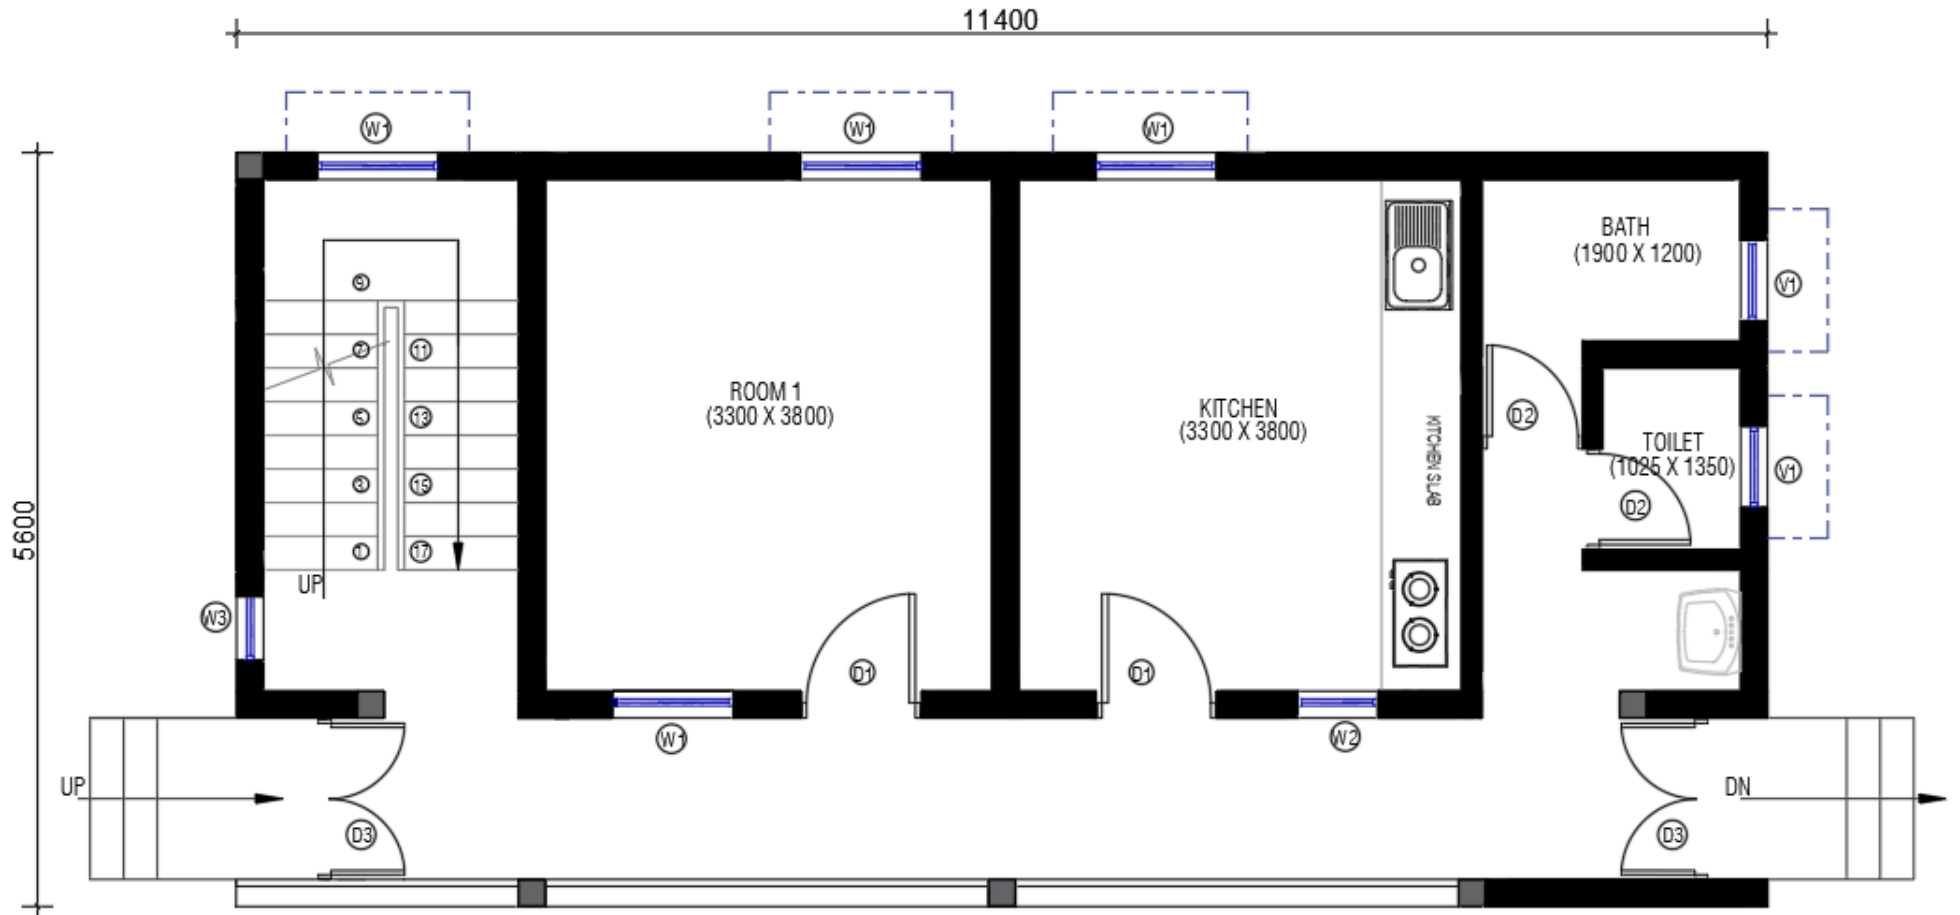 11400
W1
W1
W1
BATH
(1900 X 1200)
V1
9
7
11
ROOM 1
(3300 X 3800)
KITCHEN
(3300 X 3800)
KITCHEN SLAB
D2
5
13
TOILET
(1025 X 1350)
V1
3
15
D2
5600
1
17
UP
W3
D1
D1
W1
W2
UP
DN
D3
D3